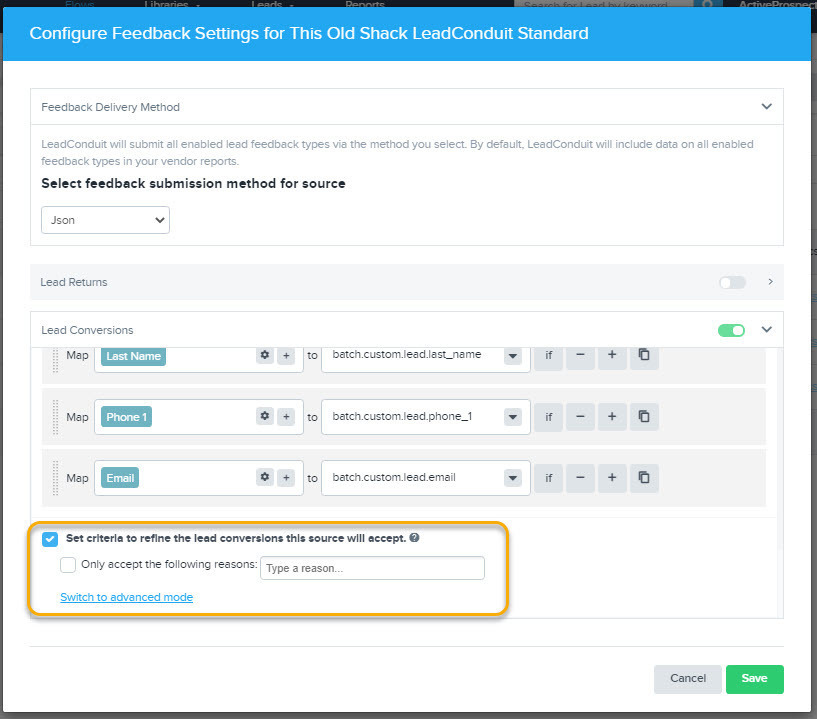 Flows Libraries Leads Reports Search for Lead by keyword ActiveProspect
Configure Feedback Settings for This Old Shack LeadConduit Standard
Feedback Delivery Method
LeadConduit will submit all enabled lead feedback types via the method you select. By default, LeadConduit will include data on all enabled
feedback types in your vendor reports.
Select feedback submission method for source
Json
Lead Returns
Lead Conversions
Map Last Name + to batch.custom.lead.last_name if − +
Map Phone 1 + to batch.custom.lead.phone_1 if − +
Map Email + to batch.custom.lead.email if − +
Set criteria to refine the lead conversions this source will accept. ?
Only accept the following reasons: Type a reason...
Switch to advanced mode
Cancel Save